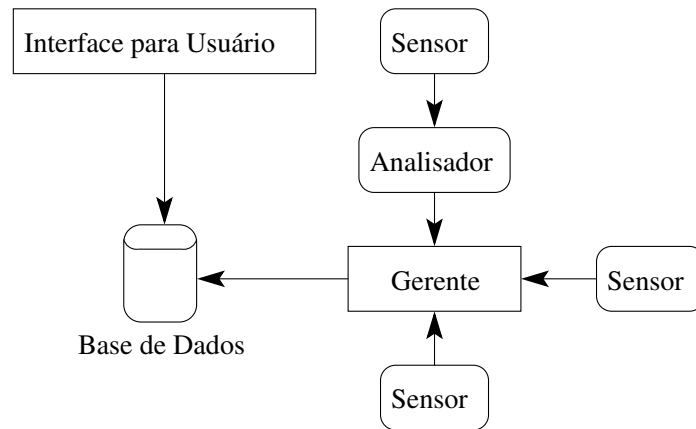 Interface para Usuário
Sensor
Analisador
Gerente
Sensor
Base de Dados
Sensor